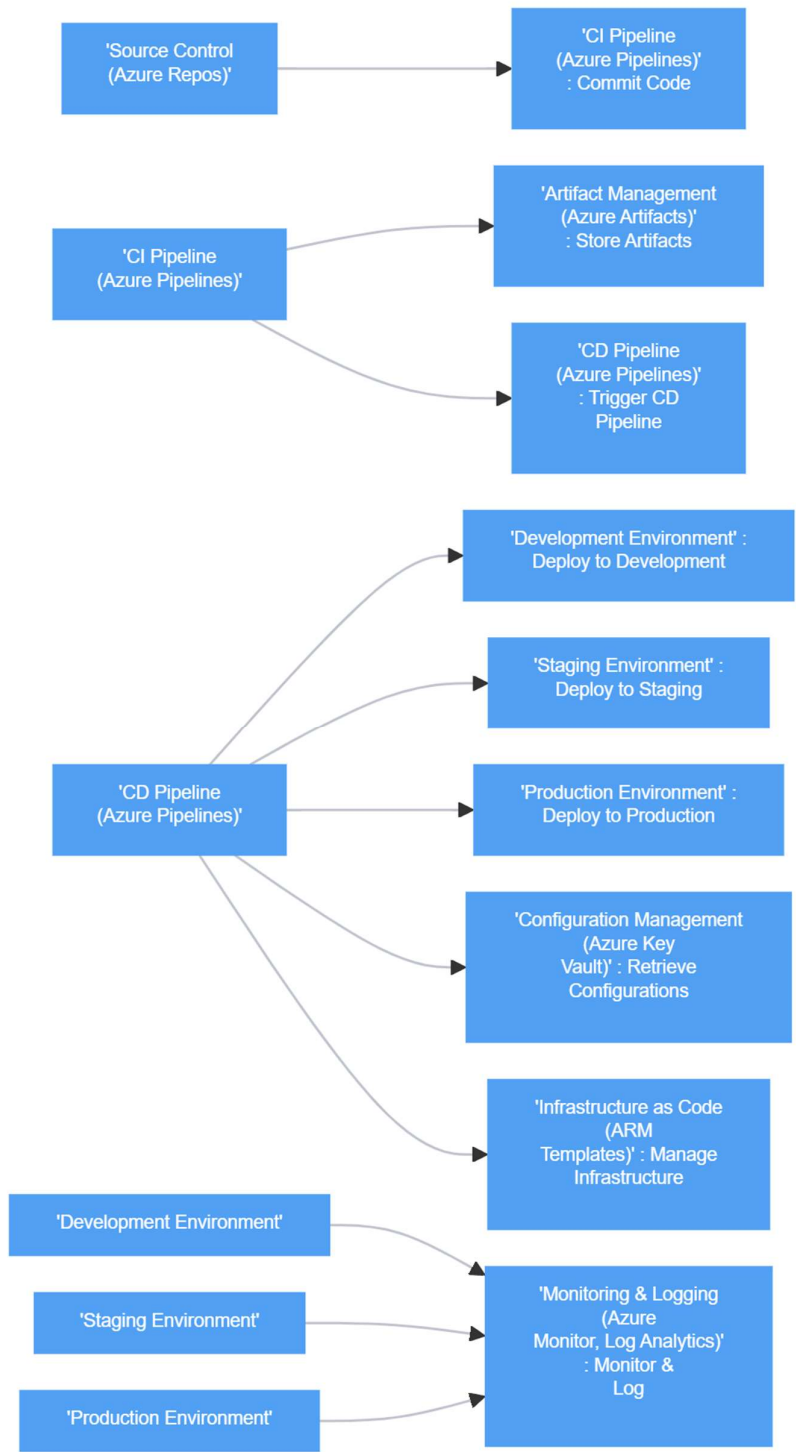 'Source Control
(Azure Repos)'
'CI Pipeline
(Azure Pipelines)'
: Commit Code
'CI Pipeline
(Azure Pipelines)'
'Artifact Management
(Azure Artifacts)'
: Store Artifacts
'CD Pipeline
(Azure Pipelines)'
: Trigger CD
Pipeline
'CD Pipeline
(Azure Pipelines)'
'Development Environment' :
Deploy to Development
'Staging Environment' :
Deploy to Staging
'Production Environment' :
Deploy to Production
'Configuration Management
(Azure Key
Vault)' : Retrieve
Configurations
'Infrastructure as Code
(ARM
Templates)' : Manage
Infrastructure
'Development Environment'
'Staging Environment'
'Production Environment'
'Monitoring & Logging
(Azure
Monitor, Log Analytics)'
: Monitor &
Log